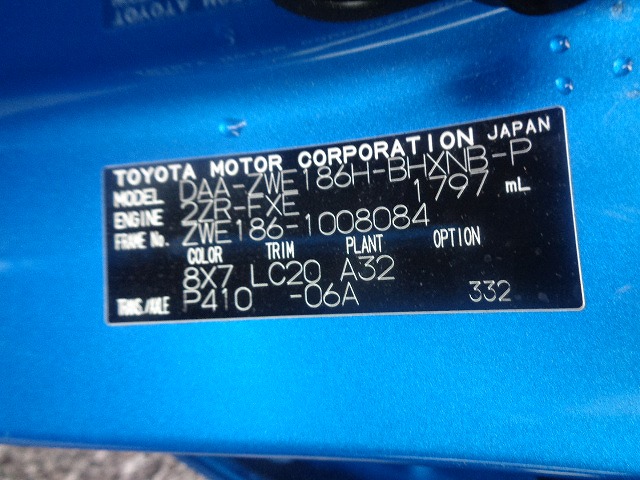 TOYOTA MOTOR CORPORATION JAPAN
MODEL DAA-ZWE186H-BHXNB-P
ENGINE 2ZR-FXE 1797 mL
FRAME No. ZWE186-1008084
COLOR TRIM PLANT OPTION
8X7 LC20 A32
TRNS./AXLE P410 -06A 332